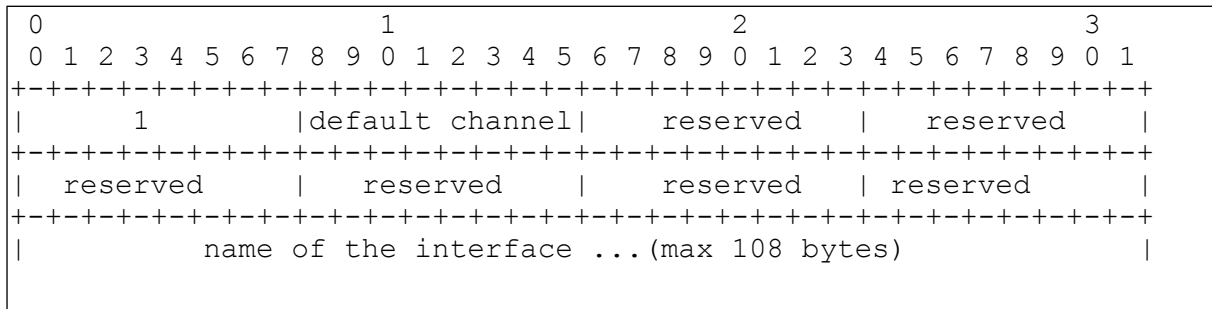 0                   1                   2                   3
0 1 2 3 4 5 6 7 8 9 0 1 2 3 4 5 6 7 8 9 0 1 2 3 4 5 6 7 8 9 0 1
+-+-+-+-+-+-+-+-+-+-+-+-+-+-+-+-+-+-+-+-+-+-+-+-+-+-+-+-+-+-+-+-+
|      1        |default channel|    reserved   |   reserved    |
+-+-+-+-+-+-+-+-+-+-+-+-+-+-+-+-+-+-+-+-+-+-+-+-+-+-+-+-+-+-+-+-+
|  reserved     |   reserved    |    reserved   | reserved      |
+-+-+-+-+-+-+-+-+-+-+-+-+-+-+-+-+-+-+-+-+-+-+-+-+-+-+-+-+-+-+-+-+
|          name of the interface ...(max 108 bytes)             |